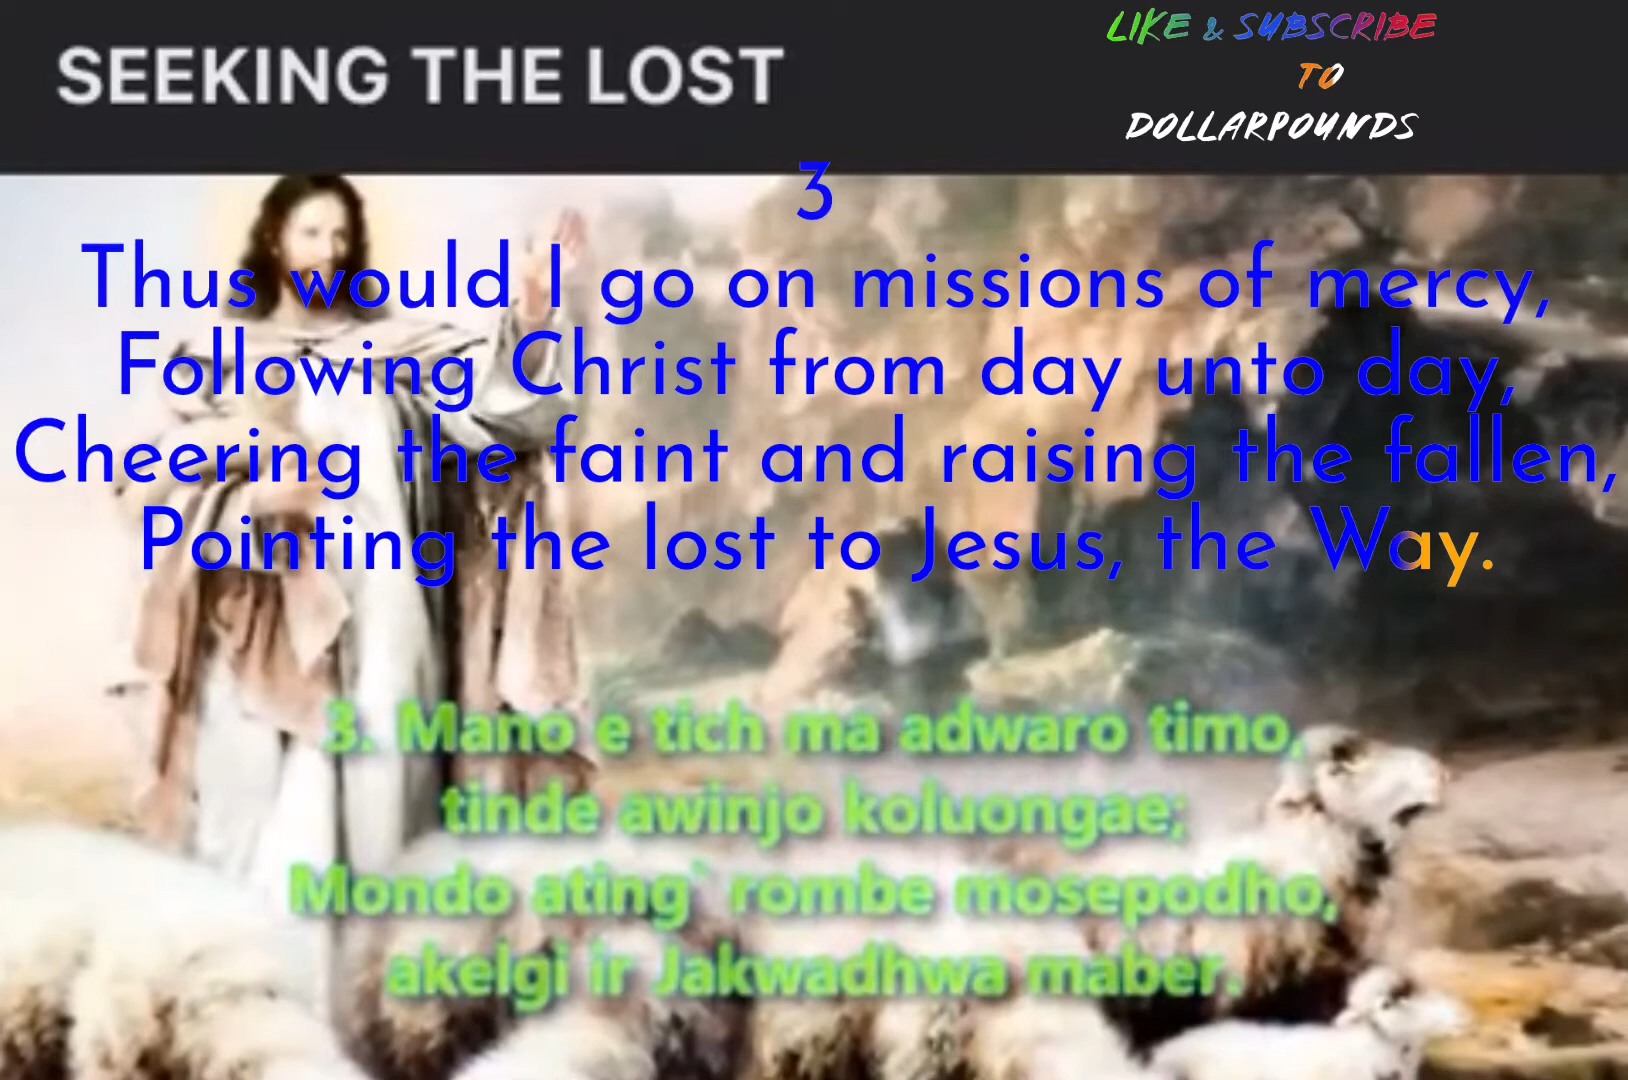 SEEKING THE LOST
LIKE & SUBSCRIBE
TO
DOLLARPOUNDS
3
Thus would I go on missions of mercy,
Following Christ from day unto day,
Cheering the faint and raising the fallen,
Pointing the lost to Jesus, the Way.
3. Mano e tich ma adwaro timo,
tinde awinjo koluongae;
Mondo ating` rombe mosepodho,
akelgi ir Jakwadhwa maber.